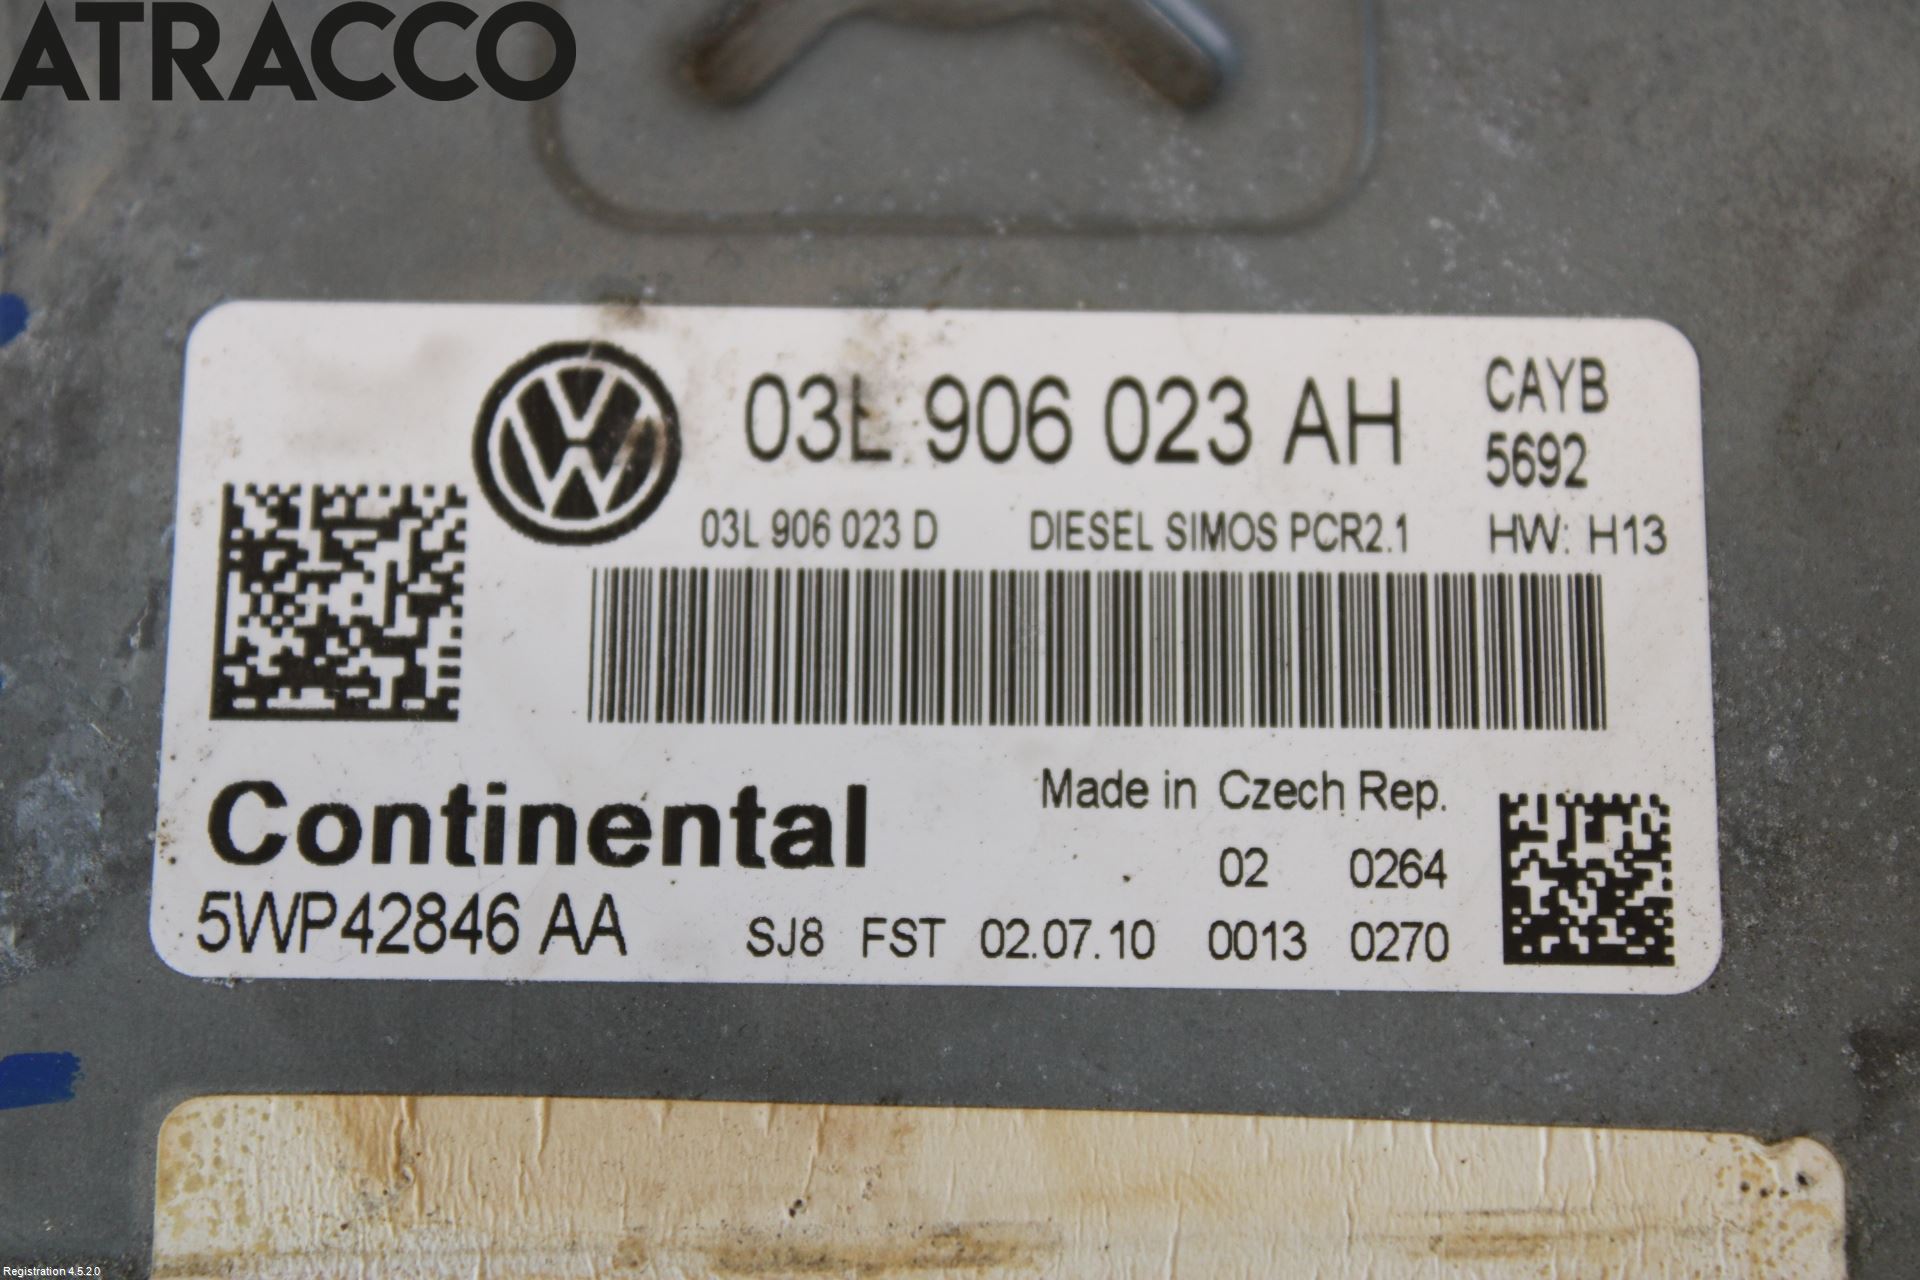 ATRACCO
03L 906 023 AH
CAYB
5692
03L 906 023 D DIESEL SIMOS PCR2.1 HW: H13
Continental
Made in Czech Rep.
02 0264
5WP42846 AA
SJ8 FST 02.07.10 0013 0270
Registration 4.5.2.0